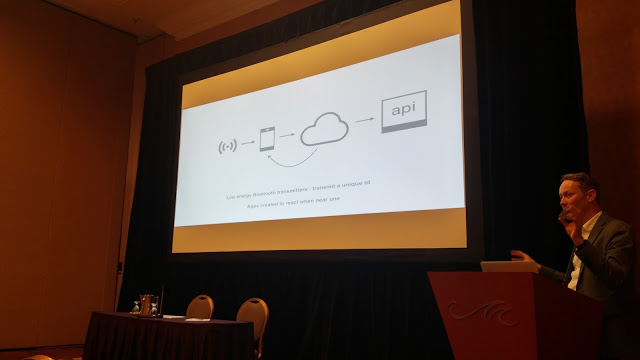 api
Low-energy Bluetooth transmitters - transmit a unique id
Apps created to react when near one